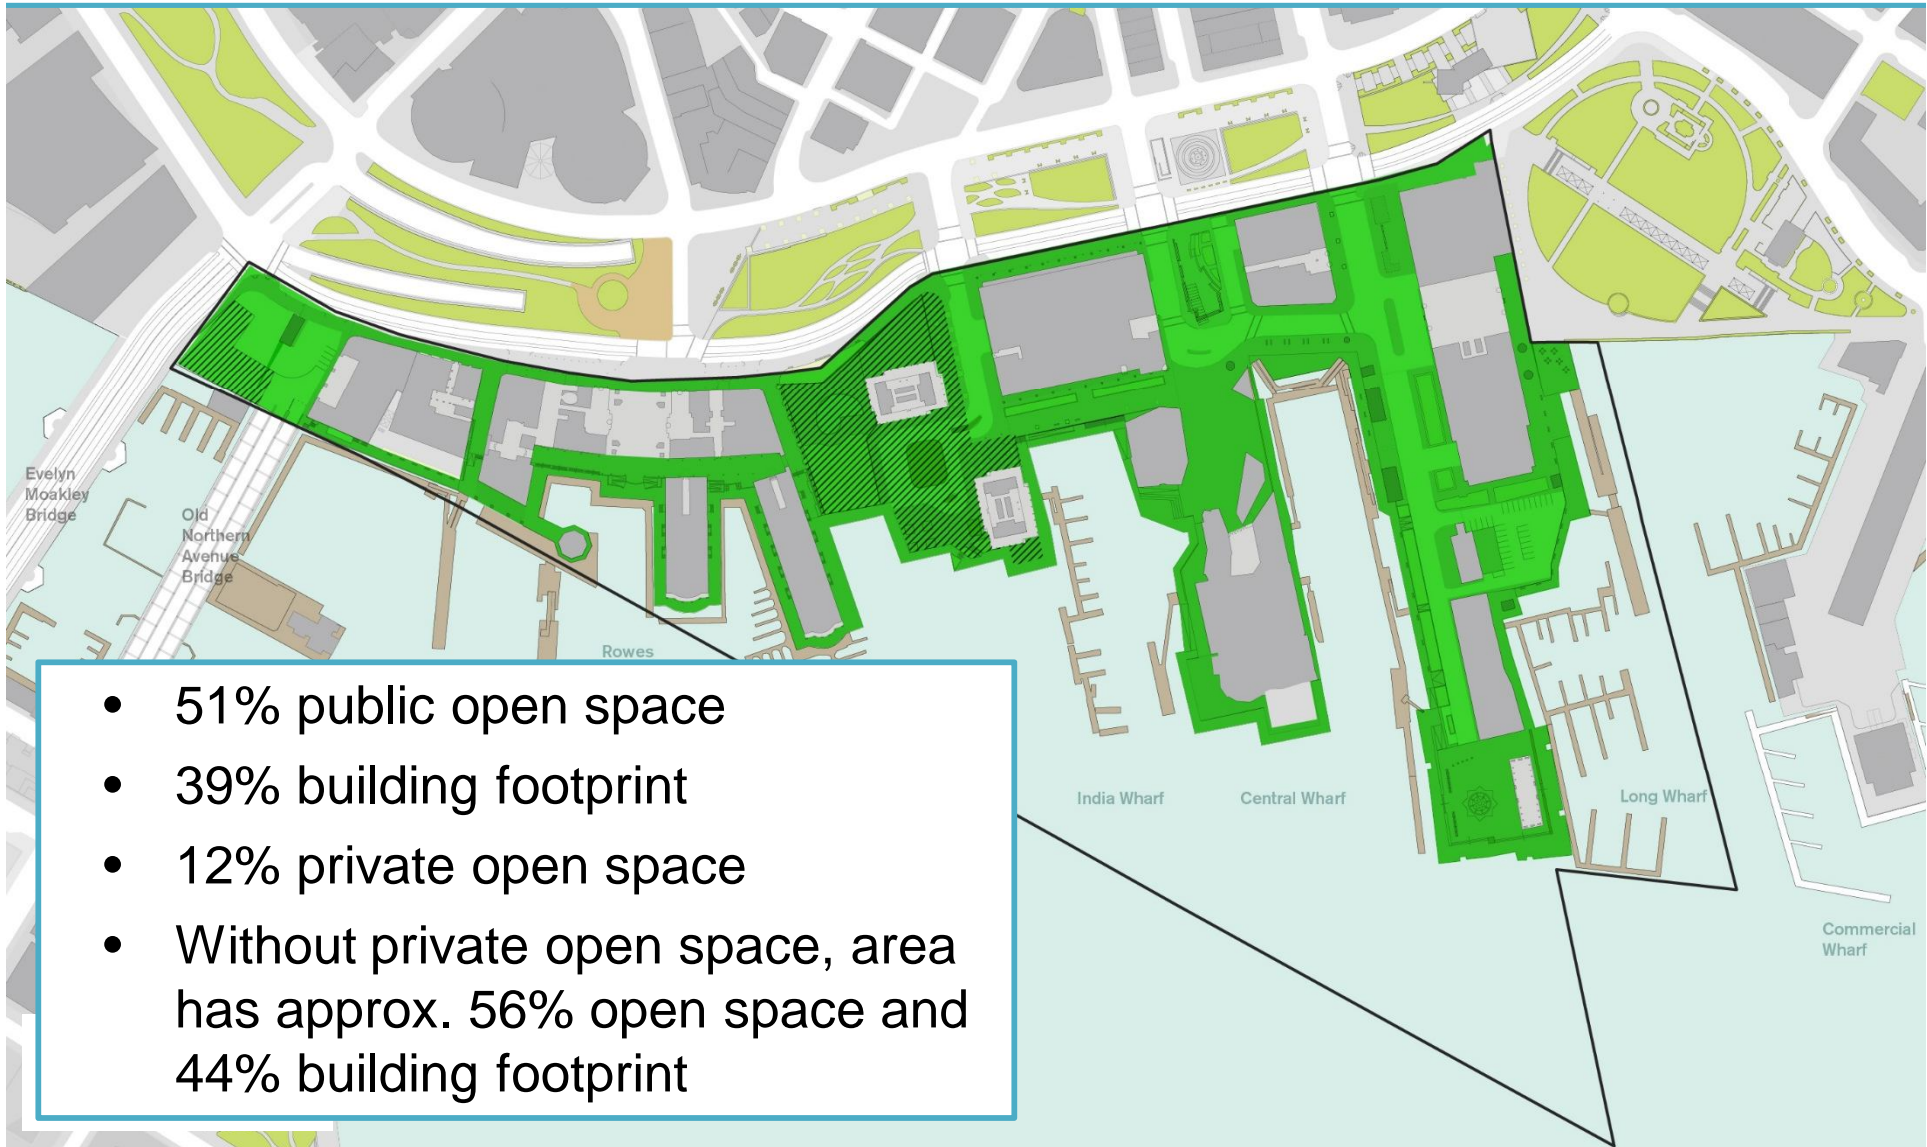 Evelyn
Moakley
Bridge
Old
Northern
Avenue
Bridge
Rowes
India Wharf
Central Wharf
Long Wharf
Commercial
Wharf
• 51% public open space
• 39% building footprint
• 12% private open space
• Without private open space, area
has approx. 56% open space and
44% building footprint